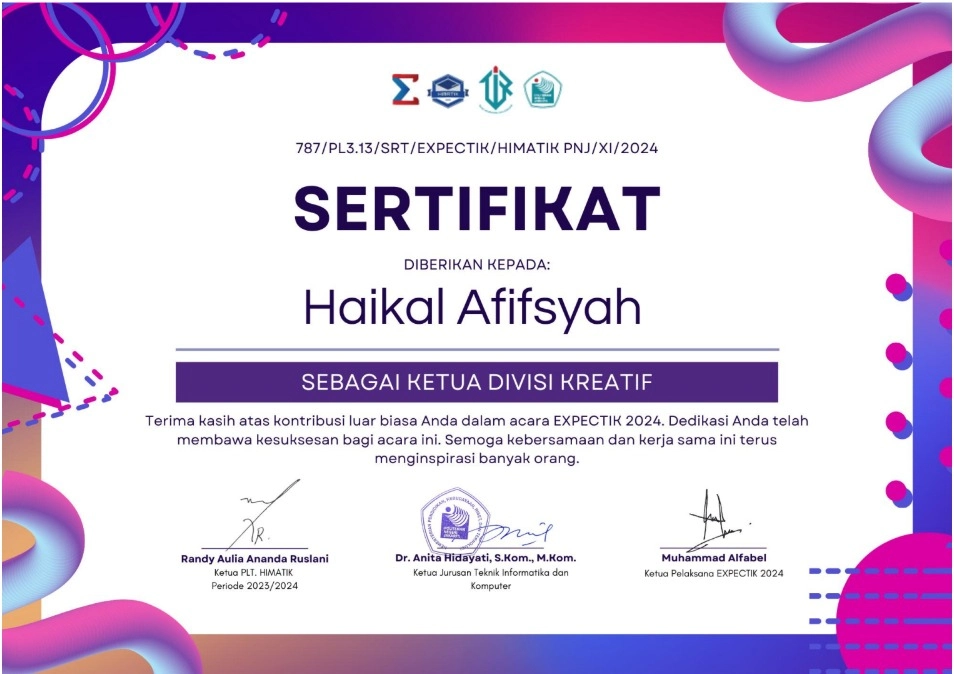 787/PL3.13/SRT/EXPECTIK/HIMATIK PNJ/XI/2024
SERTIFIKAT
DIBERIKAN KEPADA:
Haikal Afifsyah
SEBAGAI KETUA DIVISI KREATIF
Terima kasih atas kontribusi luar biasa Anda dalam acara EXPECTIK 2024. Dedikasi Anda telah
membawa kesuksesan bagi acara ini. Semoga kebersamaan dan kerja sama ini terus
menginspirasi banyak orang.
Randy Aulia Ananda Ruslani
Ketua PLT. HIMATIK
Periode 2023/2024
Dr. Anita Hidayati, S.Kom., M.Kom.
Ketua Jurusan Teknik Informatika dan
Komputer
Muhammad Alfabel
Ketua Pelaksana EXPECTIK 2024